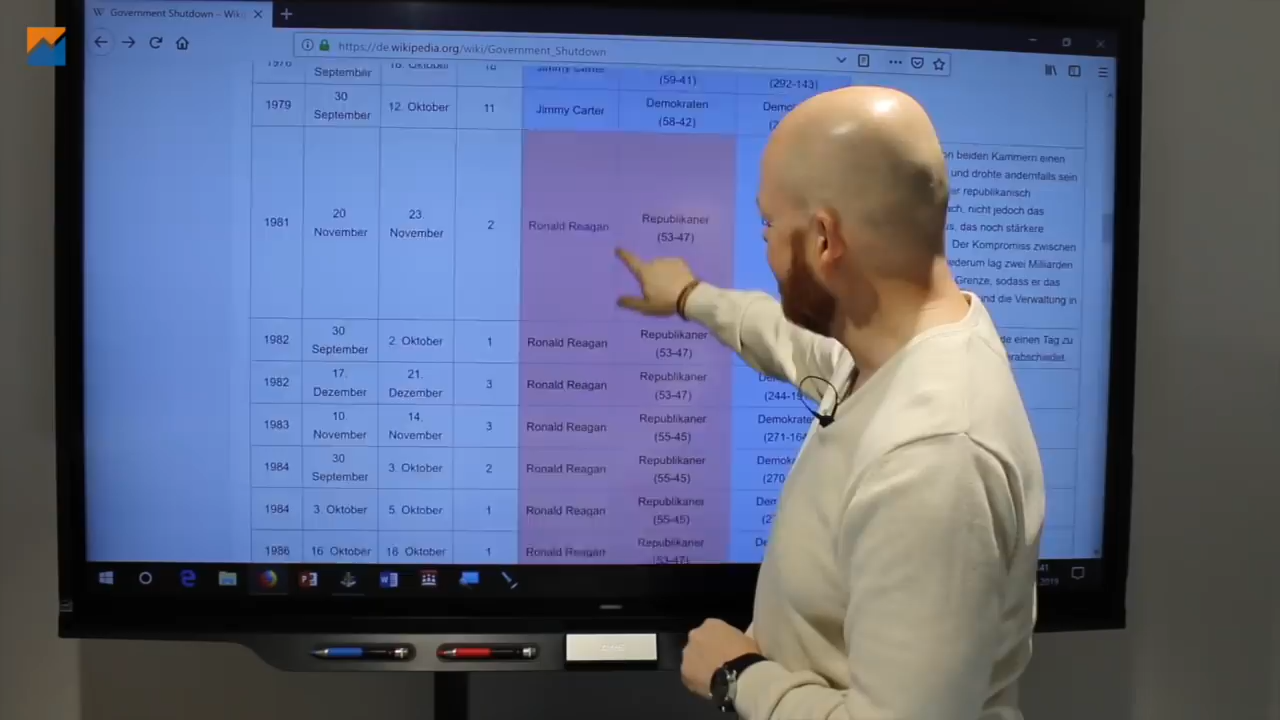 Government Shutdown – Wiki
https://de.wikipedia.org/wiki/Government_Shutdown
September
(59-41)
(292-143)
1979
30
September
12. Oktober
11
Jimmy Carter
Demokraten
(58-42)
1981
20
November
23.
November
2
Ronald Reagan
Republikaner
(53-47)
beiden Kammern einen
und drohte andernfalls sein
republikanisch
nicht jedoch das
das noch stärkere
Der Kompromiss zwischen
lag zwei Milliarden
Grenze, sodass er das
die Verwaltung in
1982
30
September
2. Oktober
1
Ronald Reagan
Republikaner
(53-47)
einen Tag zu
1982
17.
Dezember
21.
Dezember
3
Ronald Reagan
Republikaner
(53-47)
1983
10.
November
14.
November
3
Ronald Reagan
Republikaner
(55-45)
1984
30
September
3. Oktober
2
Ronald Reagan
Republikaner
(55-45)
1984
3. Oktober
5. Oktober
1
Ronald Reagan
Republikaner
(55-45)
1986
16. Oktober
18. Oktober
1
Ronald Reagan
Republikaner
(53-47)